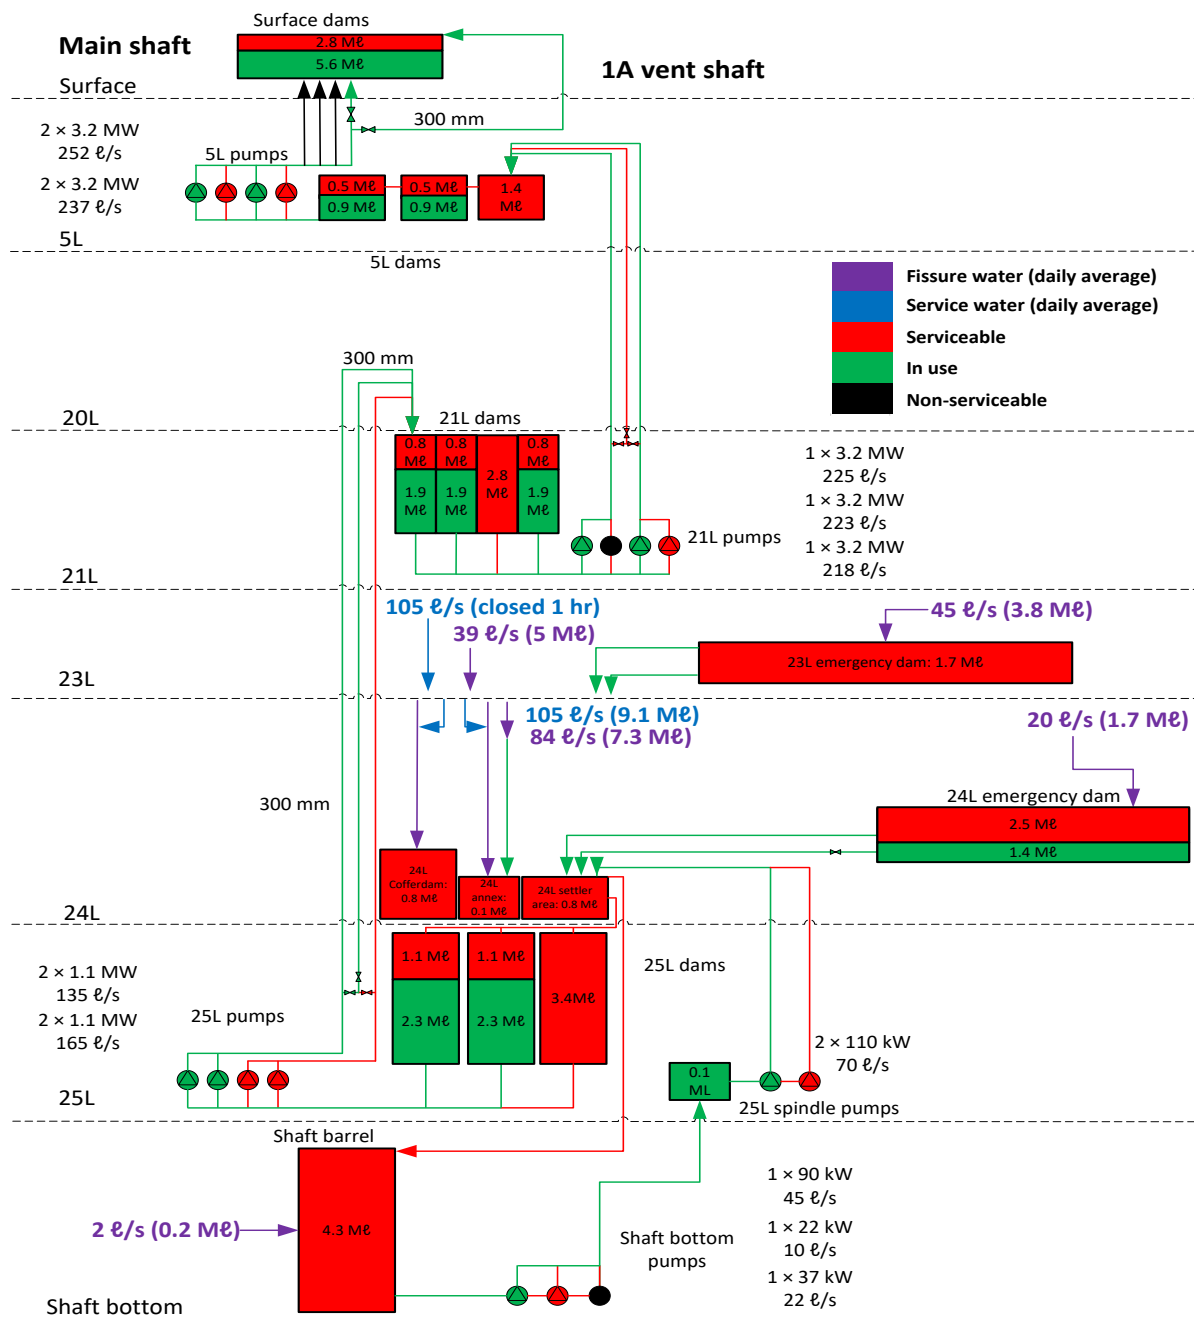 Surface dams
Main shaft
2.8 Mℓ
5.6 Mℓ
1A vent shaft
Surface
300 mm
2 × 3.2 MW
252 ℓ/s
5L pumps
2 × 3.2 MW
237 ℓ/s
0.5 Mℓ
0.9 Mℓ
0.5 Mℓ
0.9 Mℓ
1.4
Mℓ
5L
5L dams
Fissure water (daily average)
Service water (daily average)
Serviceable
In use
Non-serviceable
300 mm
20L
21L dams
0.8
Mℓ
0.8
Mℓ
0.8
Mℓ
1.9
Mℓ
1.9
Mℓ
2.8
Mℓ
1.9
Mℓ
1 × 3.2 MW
225 ℓ/s
1 × 3.2 MW
223 ℓ/s
1 × 3.2 MW
218 ℓ/s
21L pumps
21L
105 ℓ/s (closed 1 hr)
39 ℓ/s (5 Mℓ)
45 ℓ/s (3.8 Mℓ)
23L emergency dam: 1.7 Mℓ
23L
105 ℓ/s (9.1 Mℓ)
84 ℓ/s (7.3 Mℓ)
20 ℓ/s (1.7 Mℓ)
300 mm
24L emergency dam
2.5 Mℓ
1.4 Mℓ
24L
Cofferdam:
0.8 Mℓ
24L
annex:
0.1 Mℓ
24L settler
area: 0.8 Mℓ
24L
1.1 Mℓ
2.3 Mℓ
1.1 Mℓ
2.3 Mℓ
3.4Mℓ
25L dams
2 × 1.1 MW
135 ℓ/s
2 × 1.1 MW
165 ℓ/s
25L pumps
2 × 110 kW
70 ℓ/s
0.1
ML
25L spindle pumps
25L
Shaft barrel
4.3 Mℓ
2 ℓ/s (0.2 Mℓ)
1 × 90 kW
45 ℓ/s
1 × 22 kW
10 ℓ/s
1 × 37 kW
22 ℓ/s
Shaft bottom
pumps
Shaft bottom